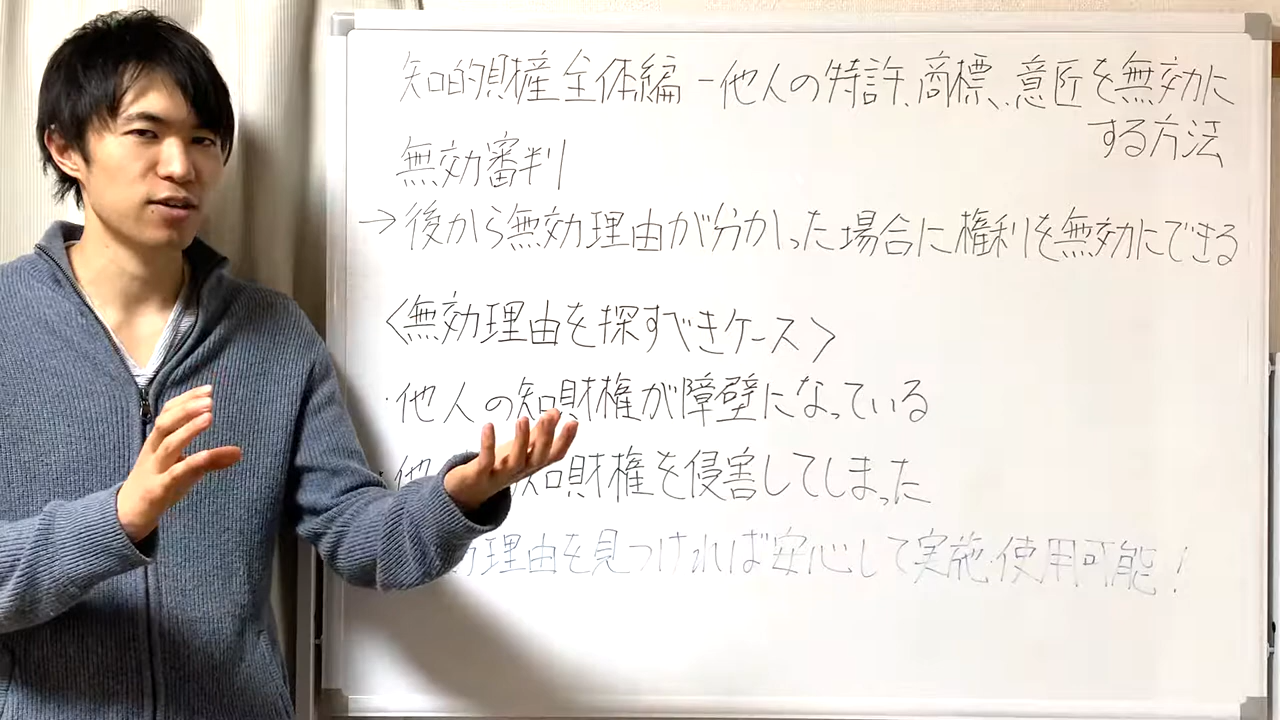 知的財産全体編-他人の特許、商標、意匠を無効に
する方法
無効審判
→後から無効理由が分かった場合に権利を無効にできる
<無効理由を探すべきケース>
・他人の知財権が障壁になっている
・他 知財権を侵害してしまった
理由を見つければ安心して実施・使用可能!